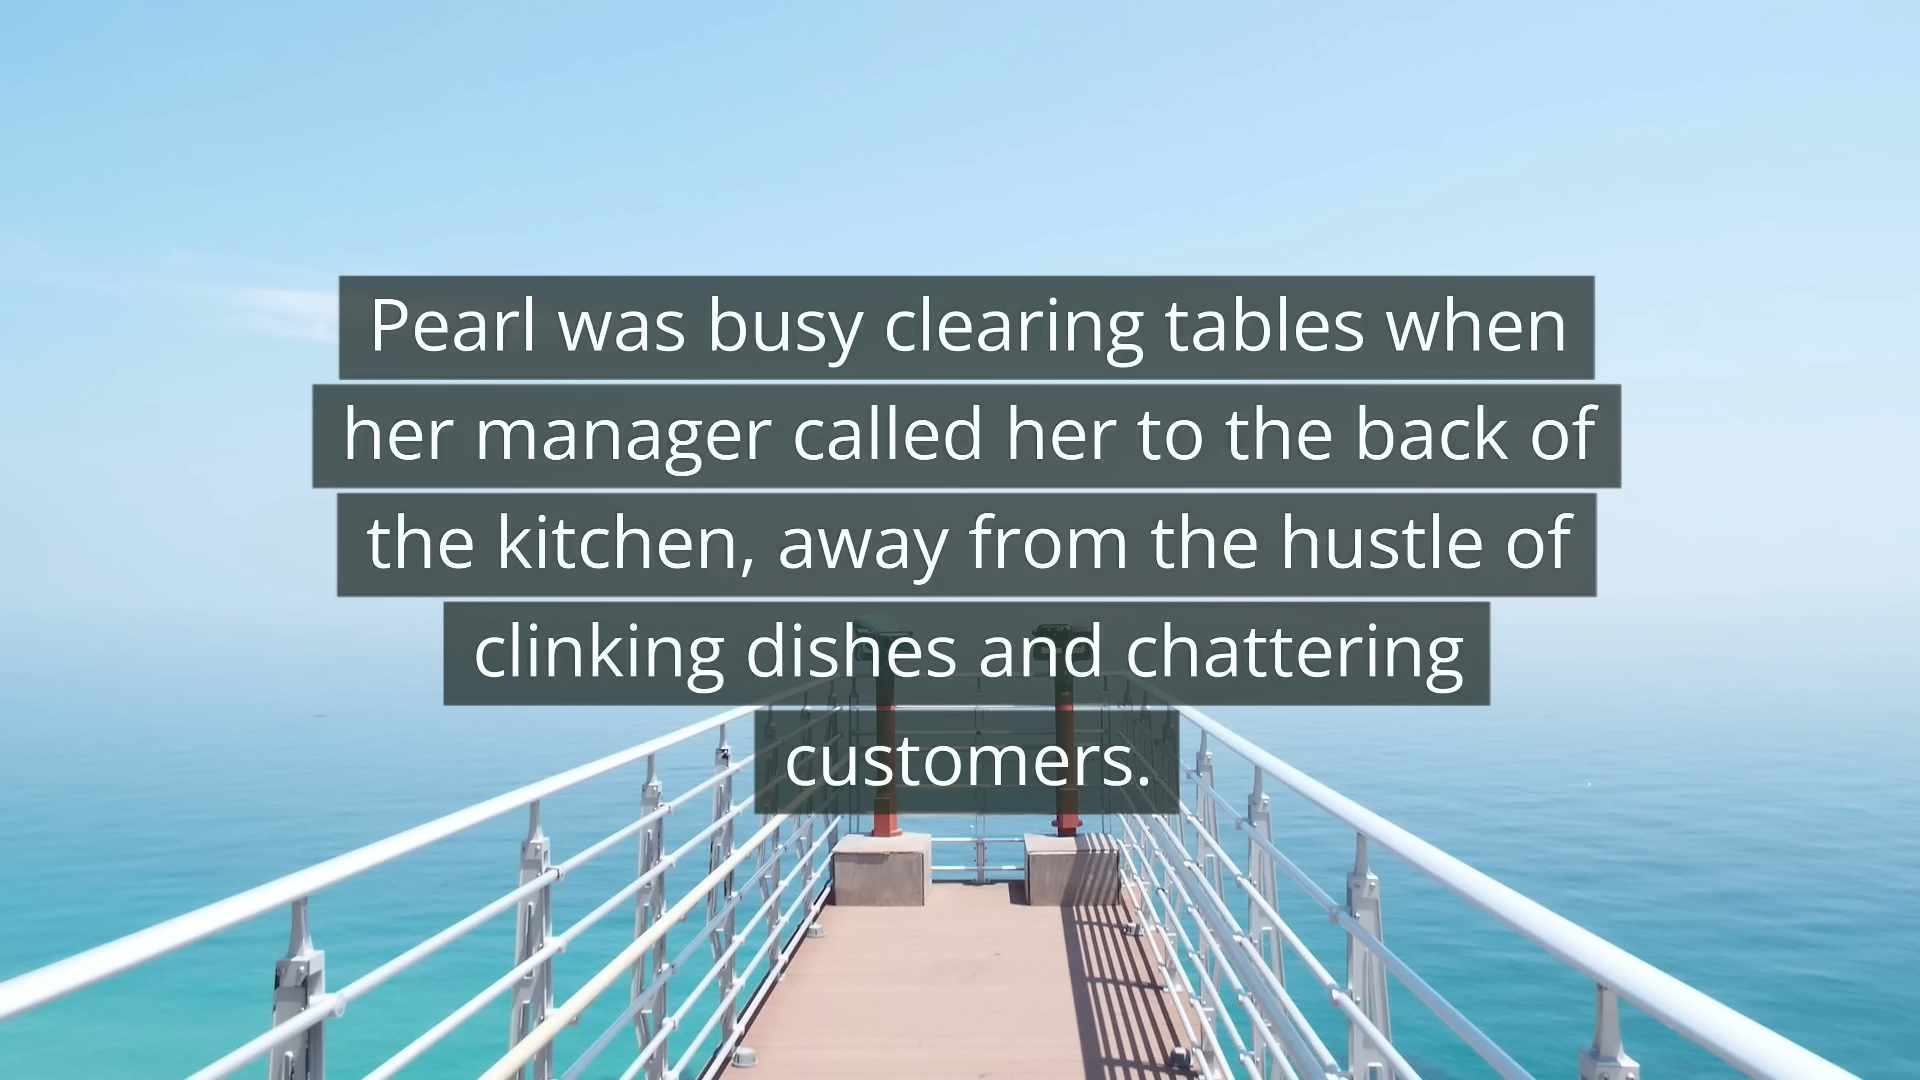 Pearl was busy clearing tables when
her manager called her to the back of
the kitchen, away from the hustle of
clinking dishes and chattering
customers.